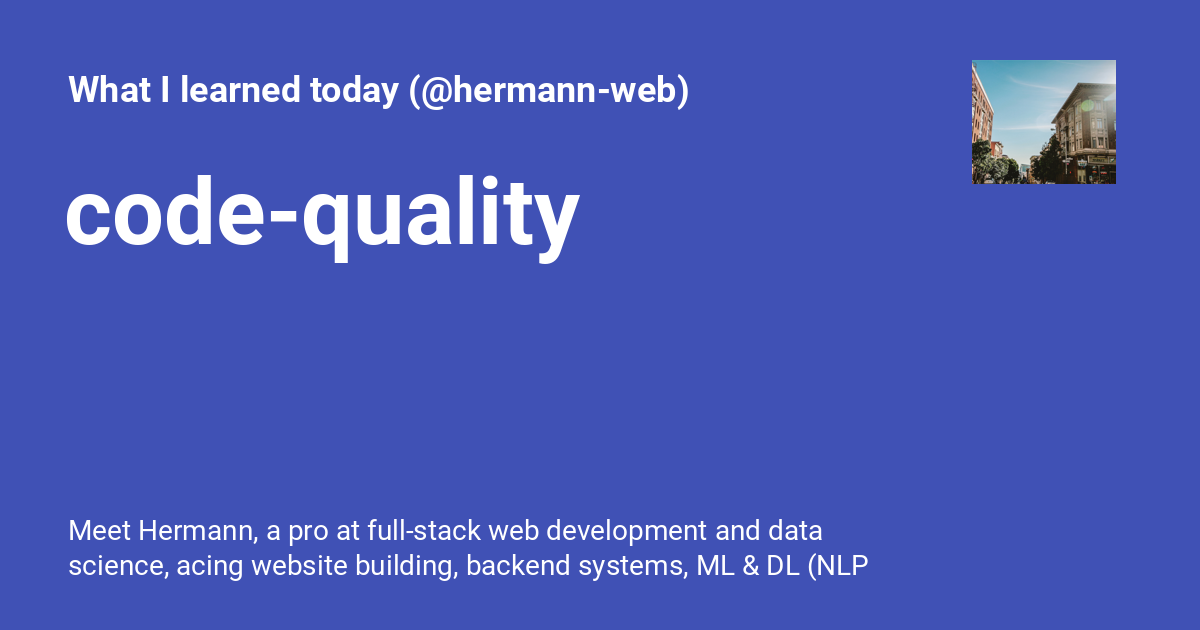 What I learned today (@hermann-web)
code-quality
Meet Hermann, a pro at full-stack web development and data
science, acing website building, backend systems, ML & DL (NLP